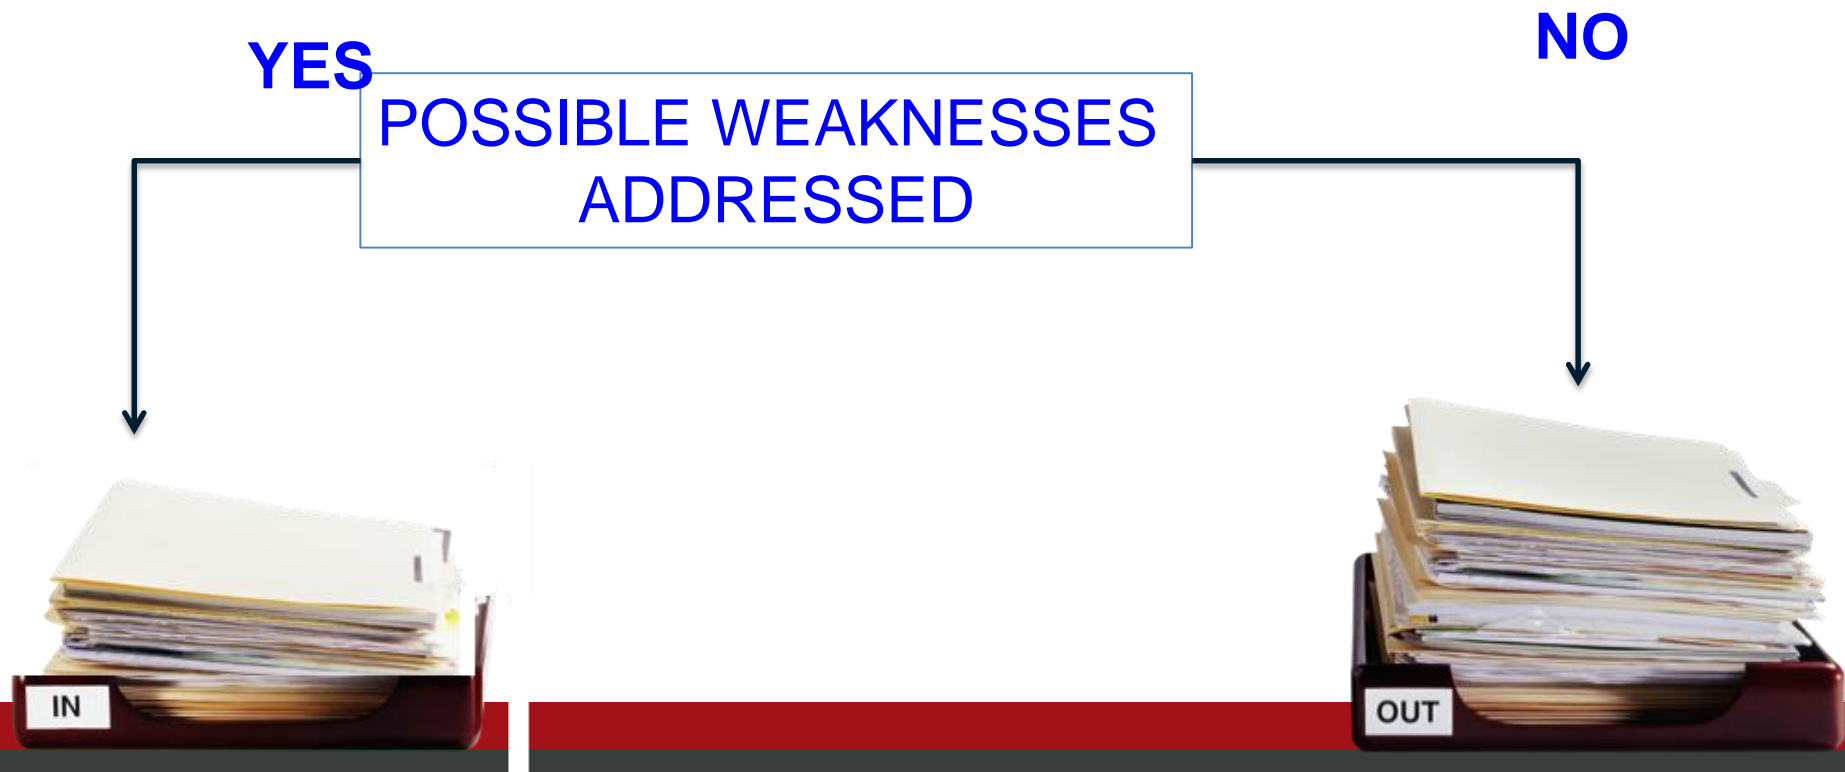 YES
NO
POSSIBLE WEAKNESSES
ADDRESSED
IN
OUT